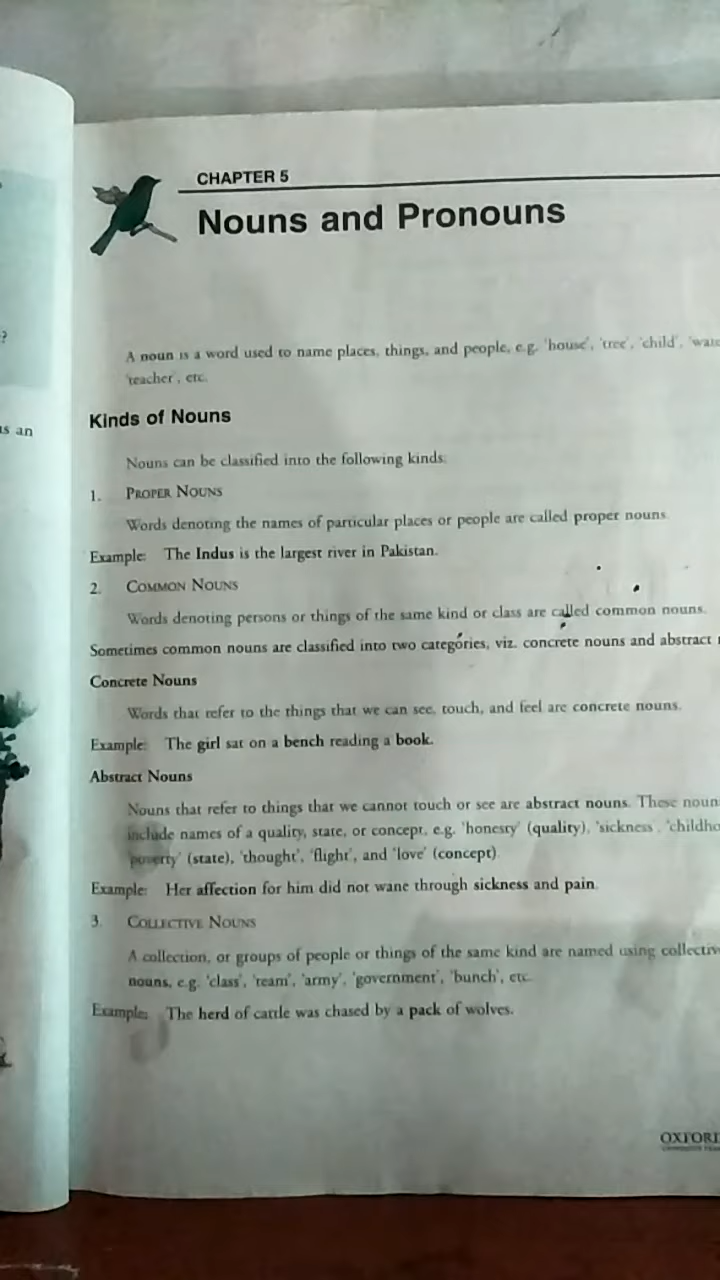 ?
is an
CHAPTER 5
Nouns and Pronouns
A noun is a word used to name places, things, and people, e.g. 'house', 'tree', 'child',
'teacher', etc.
Kinds of Nouns
Nouns can be classified into the following kinds:
1. PROPER NOUNS
Words denoting the names of particular places or people are called proper nouns.
Example: The Indus is the largest river in Pakistan.
2. COMMON NOUNS
Words denoting persons or things of the same kind or class are called common nouns.
Sometimes common nouns are classified into two categories, viz. concrete nouns and abstract
Concrete Nouns
Words that refer to the things that we can see, touch, and feel are concrete nouns.
Example: The girl sat on a bench reading a book.
Abstract Nouns
Nouns that refer to things that we cannot touch or see are abstract nouns. These noun
include names of a quality, state, or concept, e.g. 'honesty' (quality), 'sickness', 'childho
poverty' (state), 'thought', 'flight', and 'love' (concept)
Example: Her affection for him did not wane through sickness and pain.
3. COLLECTIVE NOUNS
A collection, or groups of people or things of the same kind are named using collectiv
nouns, e.g. 'class', 'team', 'army', 'government', 'bunch', etc.
Example: The herd of cattle was chased by a pack of wolves.
OXFORD